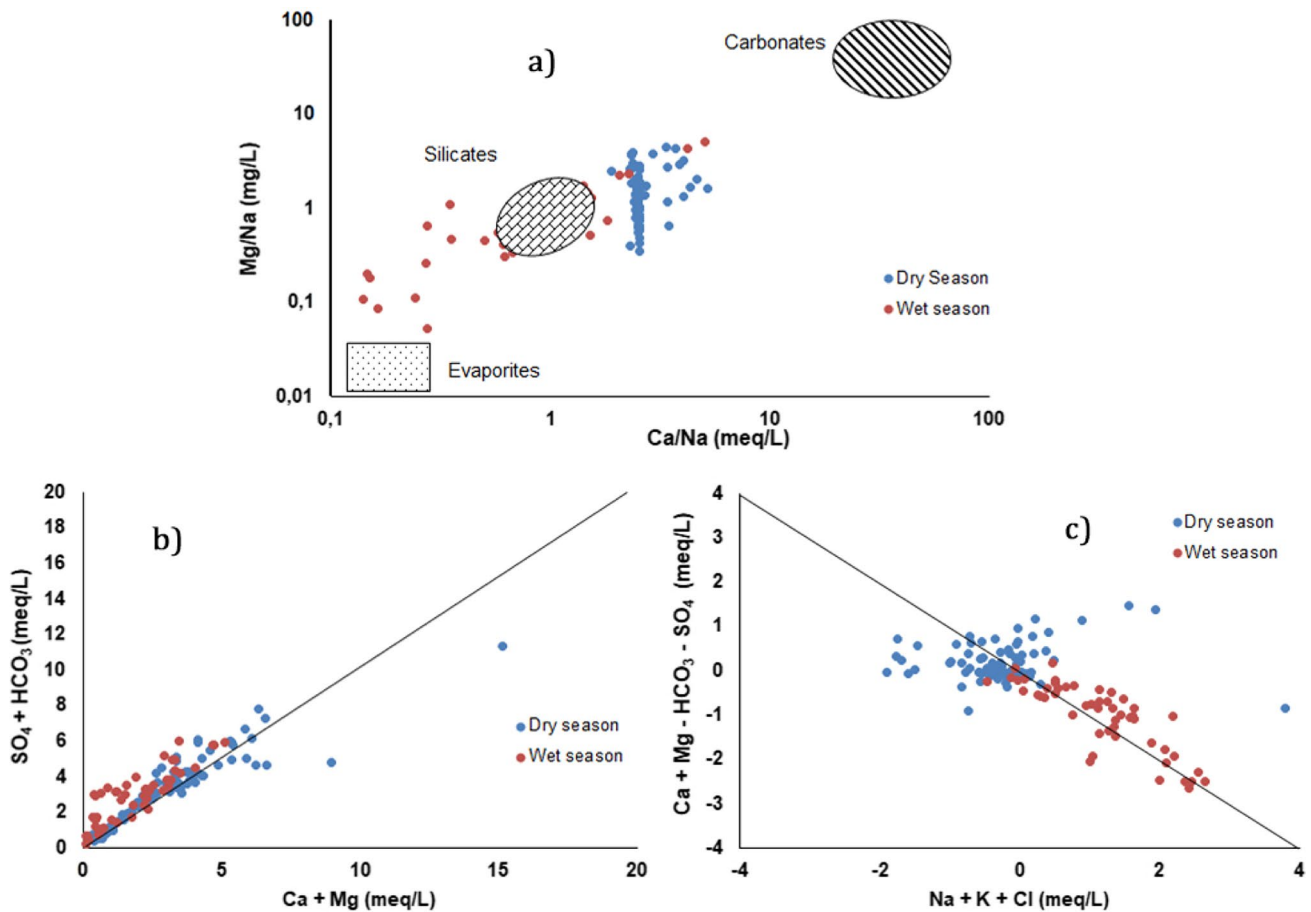 a)
Mg/Na (mg/L)
100
10
1
0,1
0,01
Carbonates
Silicates
Evaporites
Dry Season
Wet season
0,1
1
10
100
Ca/Na (meq/L)
b)
SO4 + HCO3 (meq/L)
20
18
16
14
12
10
8
6
4
2
0
Dry season
Wet season
0
5
10
15
20
Ca + Mg (meq/L)
c)
Ca + Mg - HCO3 - SO4 (meq/L)
4
3
2
1
0
-1
-2
-3
-4
Dry season
Wet season
-4
-2
0
2
4
Na + K + Cl (meq/L)